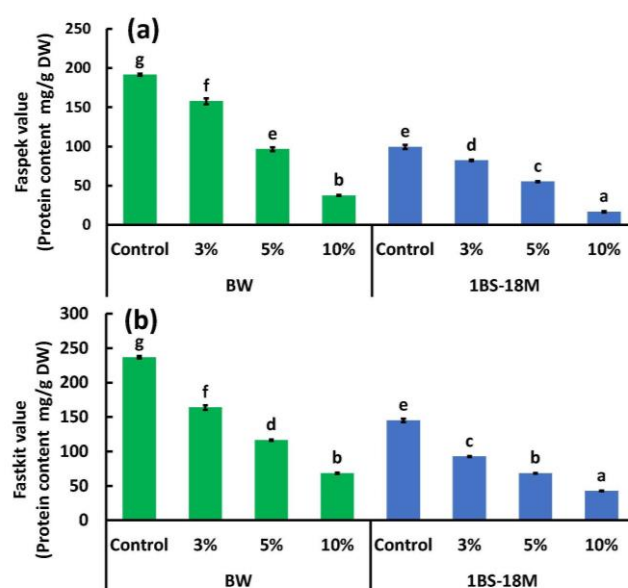 (a)
Faspek value
(Protein content mg/g DW)
250
200
150
100
50
0
g
f
e
b
e
d
c
a
Control 3% 5% 10% Control 3% 5% 10%
BW 1BS-18M
(b)
Fastkit value
(Protein content mg/g DW)
300
250
200
150
100
50
0
g
f
d
b
e
c
b
a
Control 3% 5% 10% Control 3% 5% 10%
BW 1BS-18M